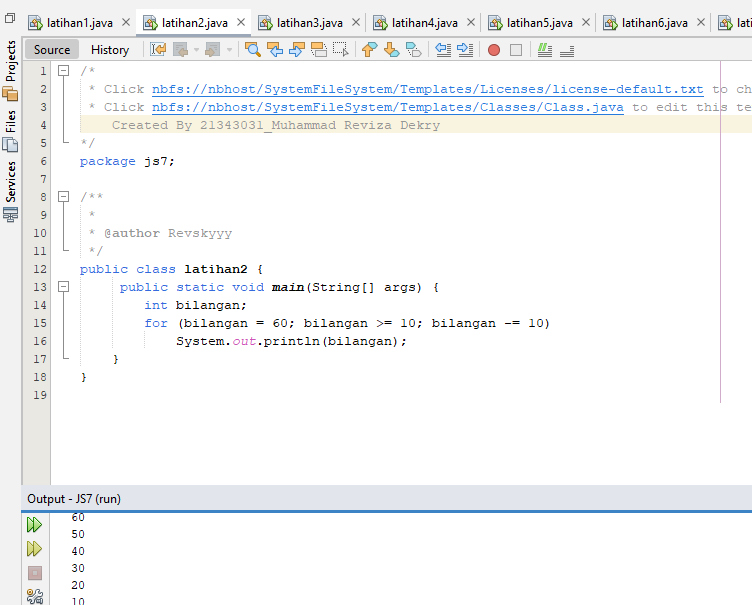 latihan1.java × latihan2.java × latihan3.java × latihan4.java × latihan5.java × latihan6.java × lati
Projects
Files
Services
Source History
1 /*
2 * Click nbfs://nbhost/SystemFileSystem/Templates/Licenses/license-default.txt to ch
3 * Click nbfs://nbhost/SystemFileSystem/Templates/Classes/Class.java to edit this te
4 Created By 21343031_Muhammad Reviza Dekry
5 */
6 package js7;
7
8 /**
9 *
10 * @author Revskyyy
11 */
12 public class latihan2 {
13 public static void main(String[] args) {
14 int bilangan;
15 for (bilangan = 60; bilangan >= 10; bilangan -= 10)
16 System.out.println(bilangan);
17 }
18 }
19
Output - JS7 (run)
60
50
40
30
20
10